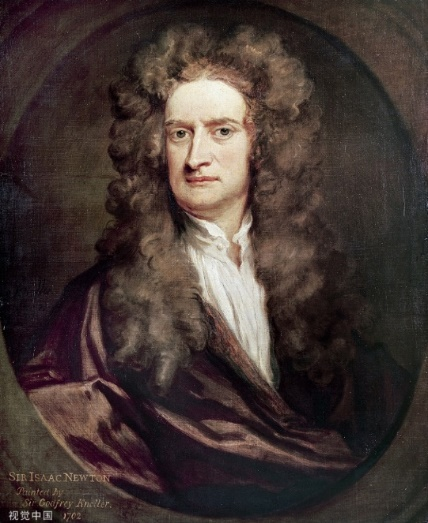 SIR ISAAC NEWTON
Painted by
Sir Godfrey Kneller.
视觉中国 1702